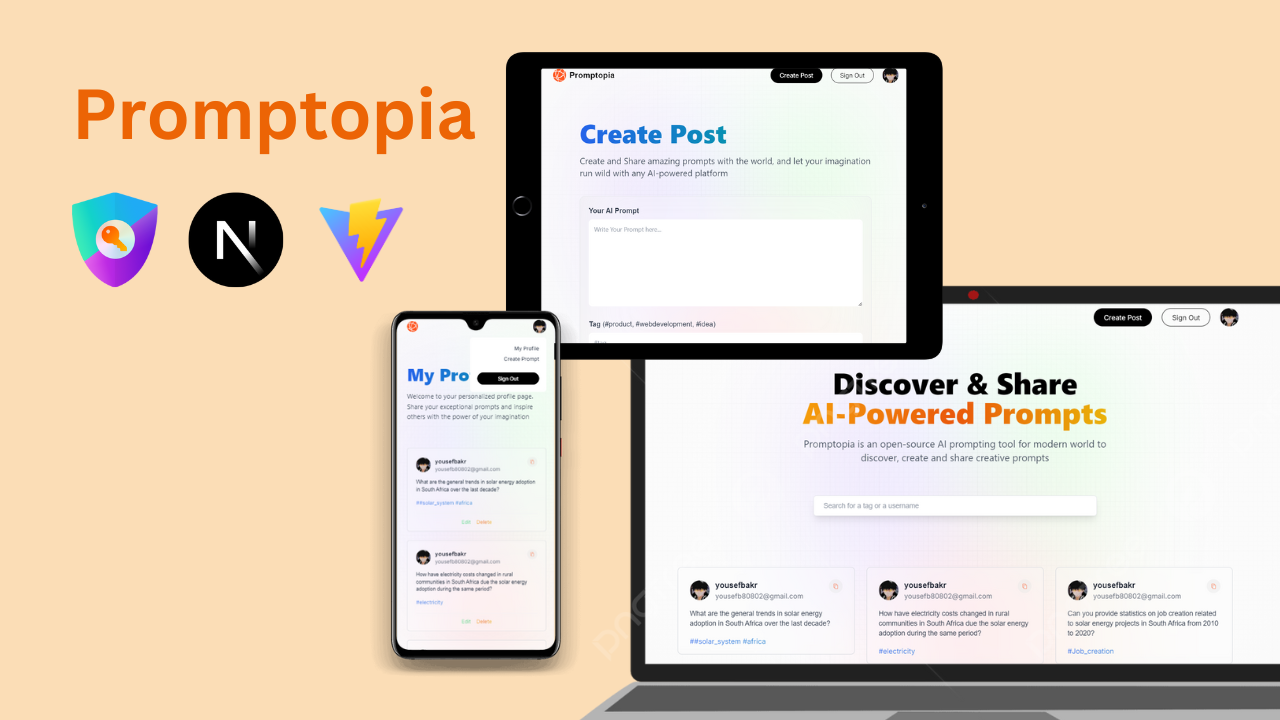 Promptopia
Promptopia
Create Post
Sign Out
Create Post
Create and Share amazing prompts with the world, and let your imagination
run wild with any AI-powered platform
Your AI Prompt
Write Your Prompt here...
Tag (#product, #webdevelopment, #idea)
My Profile
Create Prompt
Sign Out
My Pro
Welcome to your personalized profile page.
Share your exceptional prompts and inspire
others with the power of your imagination
yousefbakr
yousefb80802@gmail.com
What are the general trends in solar energy adoption
in South Africa over the last decade?
##solar_system #africa
Edit Delete
yousefbakr
yousefb80802@gmail.com
How have electricity costs changed in rural
communities in South Africa due the solar energy
adoption during the same period?
#electricity
Edit Delete
Create Post
Sign Out
Discover & Share
AI-Powered Prompts
Promptopia is an open-source AI prompting tool for modern world to
discover, create and share creative prompts
Search for a tag or a username
yousefbakr
yousefb80802@gmail.com
What are the general trends in solar energy
adoption in South Africa over the last decade?
##solar_system #africa
yousefbakr
yousefb80802@gmail.com
How have electricity costs changed in rural
communities in South Africa due the solar energy
adoption during the same period?
#electricity
yousefbakr
yousefb80802@gmail.com
Can you provide statistics on job creation related
to solar energy projects in South Africa from 2010
to 2020?
#Job_creation